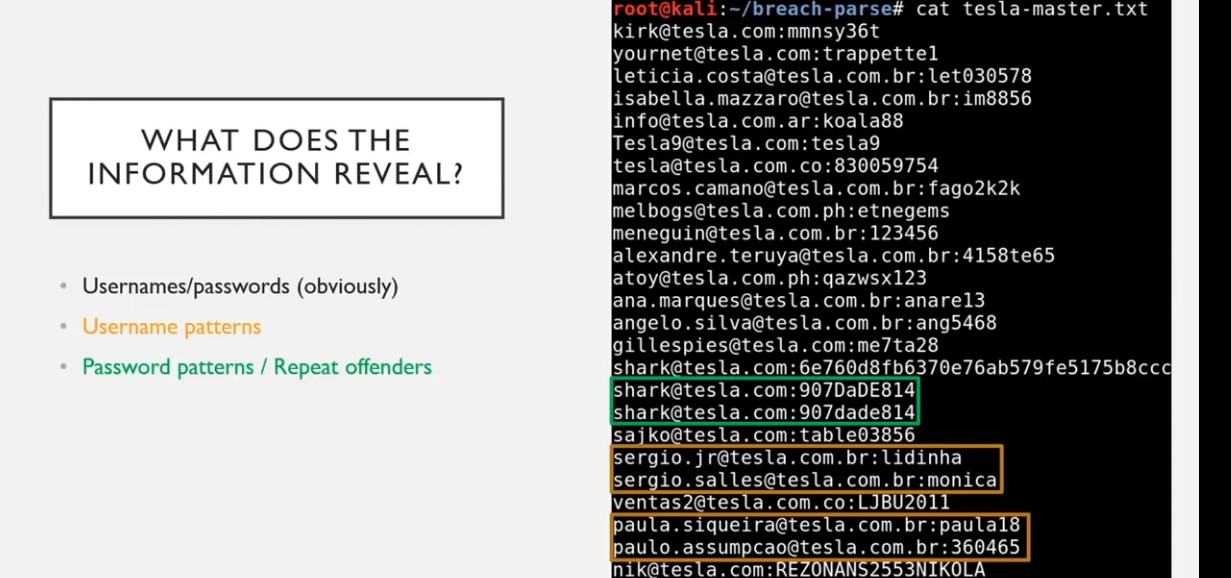 WHAT DOES THE
INFORMATION REVEAL?
• Usernames/passwords (obviously)
• Username patterns
• Password patterns / Repeat offenders
root@kali:~/breach-parse# cat tesla-master.txt
kirk@tesla.com:mmnsy36t
yournet@tesla.com:trappette1
leticia.costa@tesla.com.br:let030578
isabella.mazzaro@tesla.com.br:im8856
info@tesla.com.ar:koala88
Tesla9@tesla.com:tesla9
tesla@tesla.com.co:830059754
marcos.camano@tesla.com.br:fago2k2k
melbogs@tesla.com.ph:etnegems
meneguin@tesla.com.br:123456
alexandre.teruya@tesla.com.br:4158te65
atoy@tesla.com.ph:qazwsx123
ana.marques@tesla.com.br:anare13
angelo.silva@tesla.com.br:ang5468
gillespies@tesla.com:me7ta28
shark@tesla.com:6e760d8fb6370e76ab579fe5175b8ccc
shark@tesla.com:907DaDE814
shark@tesla.com:907dade814
sajko@tesla.com:table03856
sergio.jr@tesla.com.br:lidinha
sergio.salles@tesla.com.br:monica
ventas2@tesla.com.co:LJBU2011
paula.siqueira@tesla.com.br:paula18
paulo.assumpcao@tesla.com.br:360465
nik@tesla.com:REZONANS2553NIKOLA